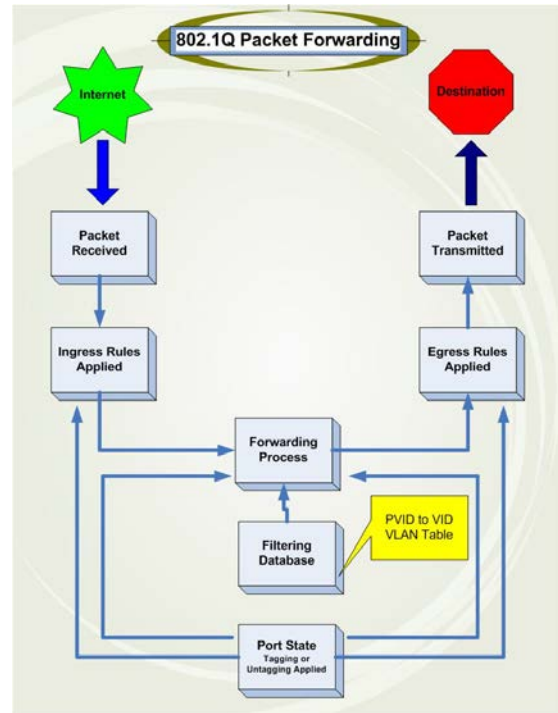 802.1Q Packet Forwarding
Internet
Destination
Packet
Received
Packet
Transmitted
Ingress Rules
Applied
Egress Rules
Applied
Forwarding
Process
PVID to VID
VLAN Table
Filtering
Database
Port State
Tagging or
Untagging Applied